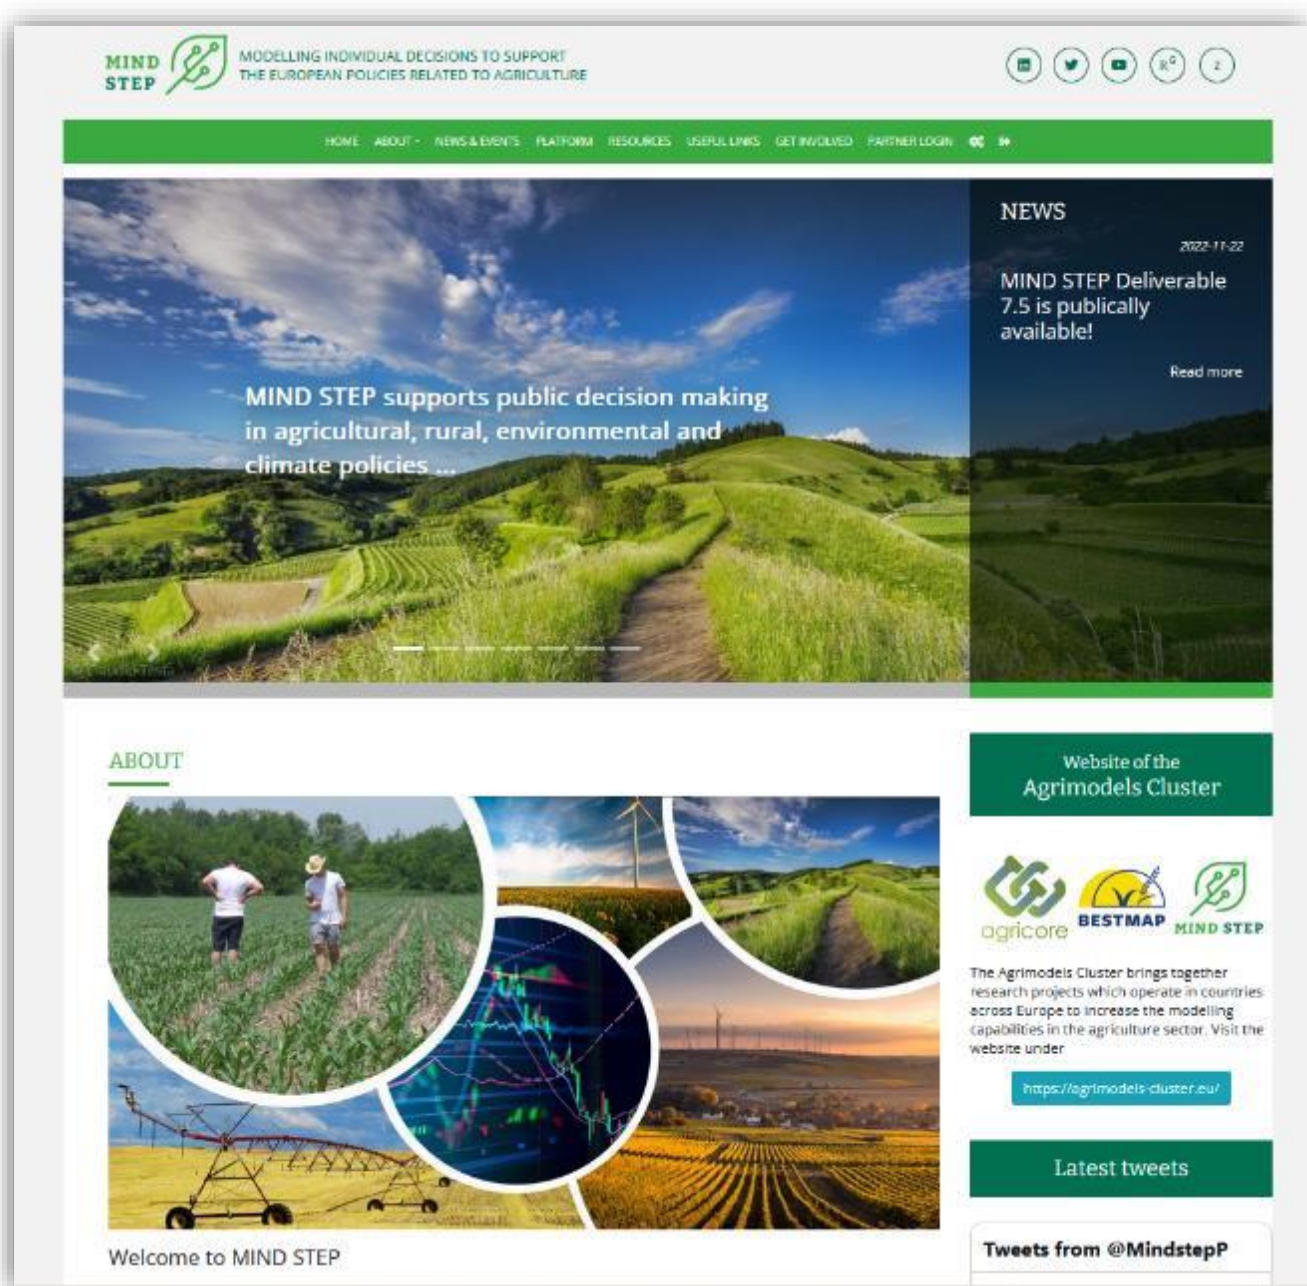 MIND
STEP
MODELLING INDIVIDUAL DECISIONS TO SUPPORT
THE EUROPEAN POLICIES RELATED TO AGRICULTURE
HOME ABOUT NEWS & EVENTS PLATFORM RESOURCES USEFUL LINKS GET INVOLVED PARTNER LOGIN
NEWS
2022-11-22
MIND STEP Deliverable
7.5 is publically
available!
Read more
MIND STEP supports public decision making
in agricultural, rural, environmental and
climate policies ...
ABOUT
Welcome to MIND STEP
Website of the
Agrimodels Cluster
agricore
BESTMAP
MIND STEP
The Agrimodels Cluster brings together
research projects which operate in countries
across Europe to increase the modelling
capabilities in the agriculture sector. Visit the
website under
https://agrimodels-cluster.eu/
Latest tweets
Tweets from @MindstepP